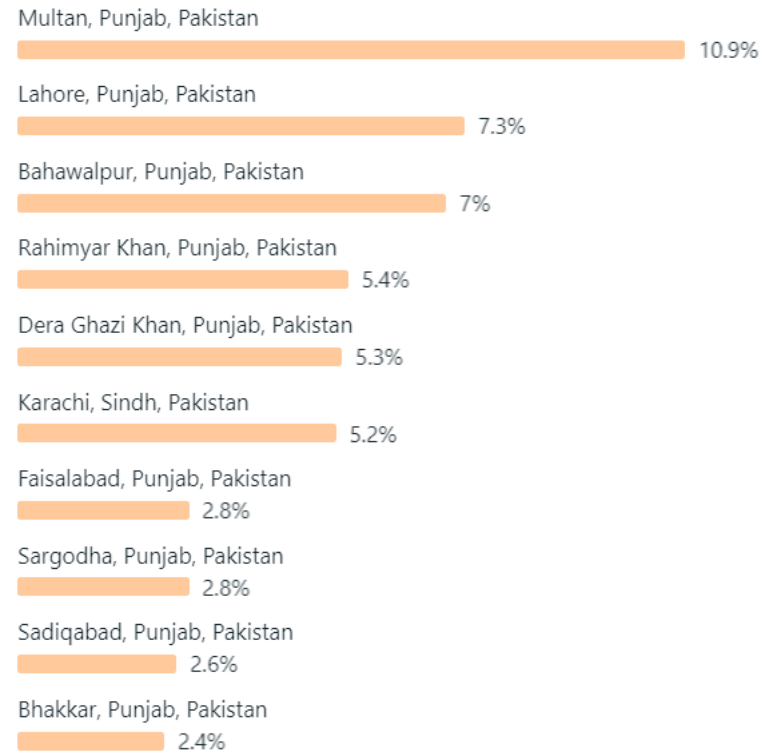 Multan, Punjab, Pakistan
10.9%
Lahore, Punjab, Pakistan
7.3%
Bahawalpur, Punjab, Pakistan
7%
Rahimyar Khan, Punjab, Pakistan
5.4%
Dera Ghazi Khan, Punjab, Pakistan
5.3%
Karachi, Sindh, Pakistan
5.2%
Faisalabad, Punjab, Pakistan
2.8%
Sargodha, Punjab, Pakistan
2.8%
Sadiqabad, Punjab, Pakistan
2.6%
Bhakkar, Punjab, Pakistan
2.4%